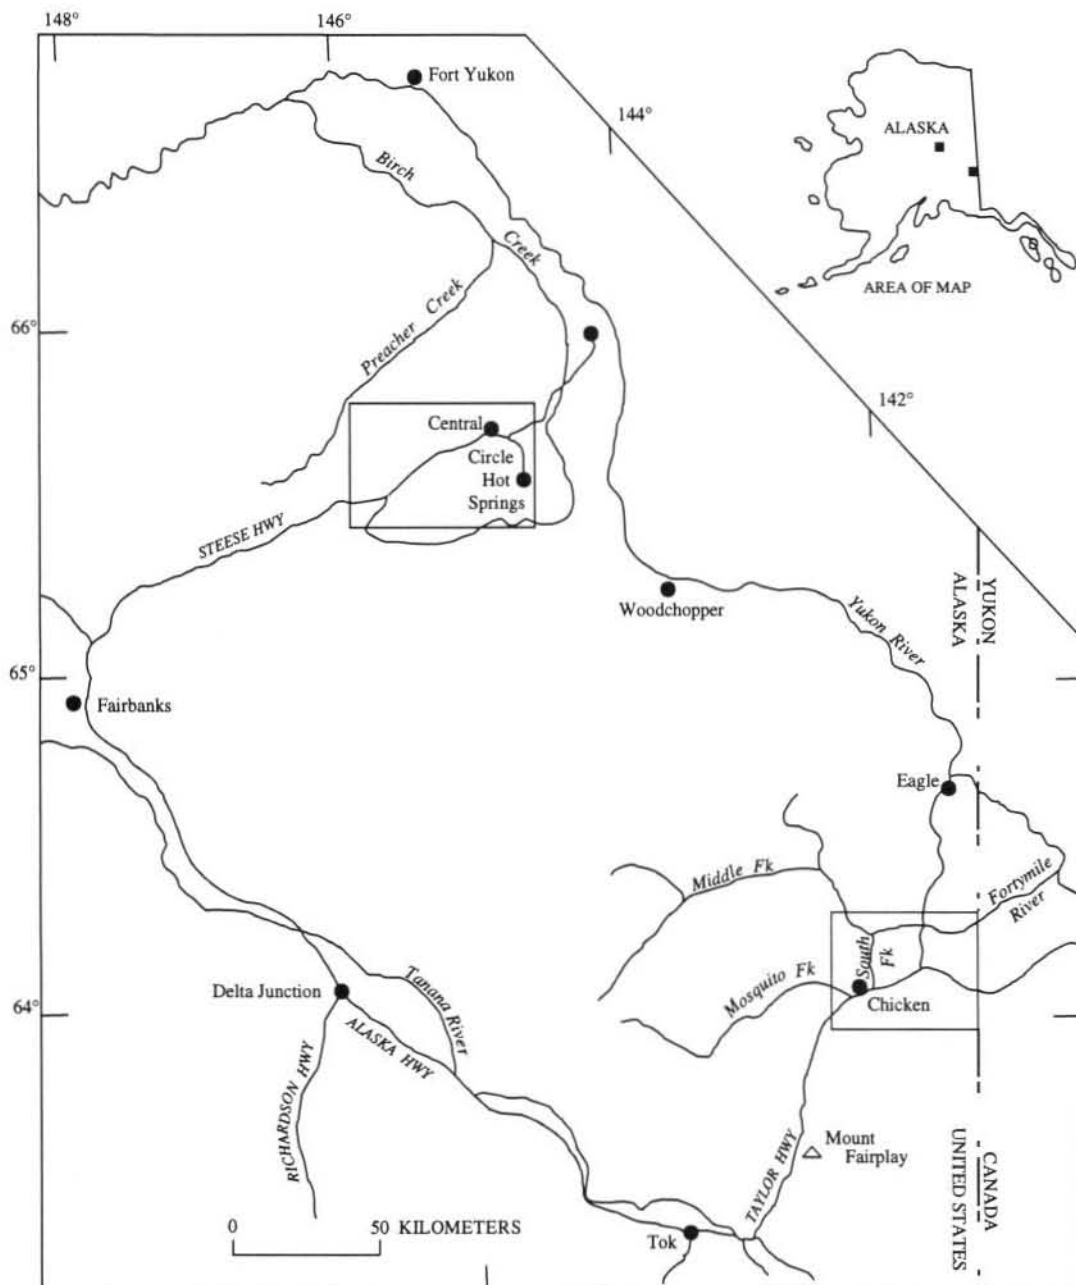 148°
146°
Fort Yukon
144°
ALASKA
Birch
Creek
AREA OF MAP
Preacher Creek
66°
142°
Central
Circle
Hot
Springs
STEESE HWY
Woodchopper
Yukon River
YUKON
ALASKA
65°
Fairbanks
Eagle
Middle Fk
Fortymile
River
South
Fk
Mosquito Fk
Chicken
Delta Junction
Tanana River
64°
ALASKA HWY
RICHARDSON HWY
Mount
Fairplay
TAYLOR HWY
CANADA
UNITED STATES
0 50 KILOMETERS
Tok